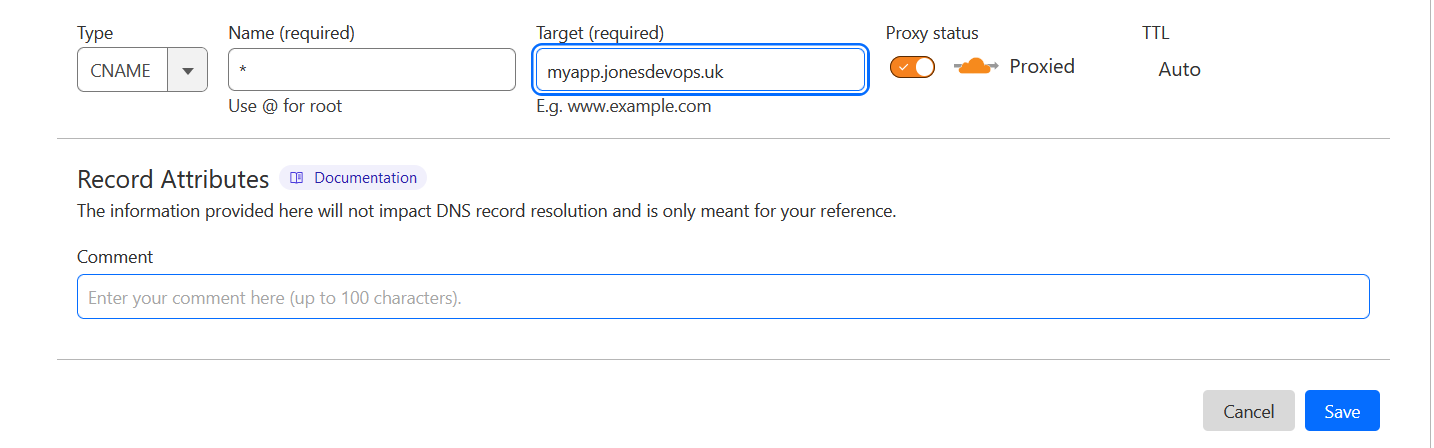 Type Name (required) Target (required) Proxy status TTL
CNAME * myapp.jonesdevops.uk Proxied Auto
Use @ for root E.g. www.example.com
Record Attributes Documentation
The information provided here will not impact DNS record resolution and is only meant for your reference.
Comment
Enter your comment here (up to 100 characters).
Cancel Save